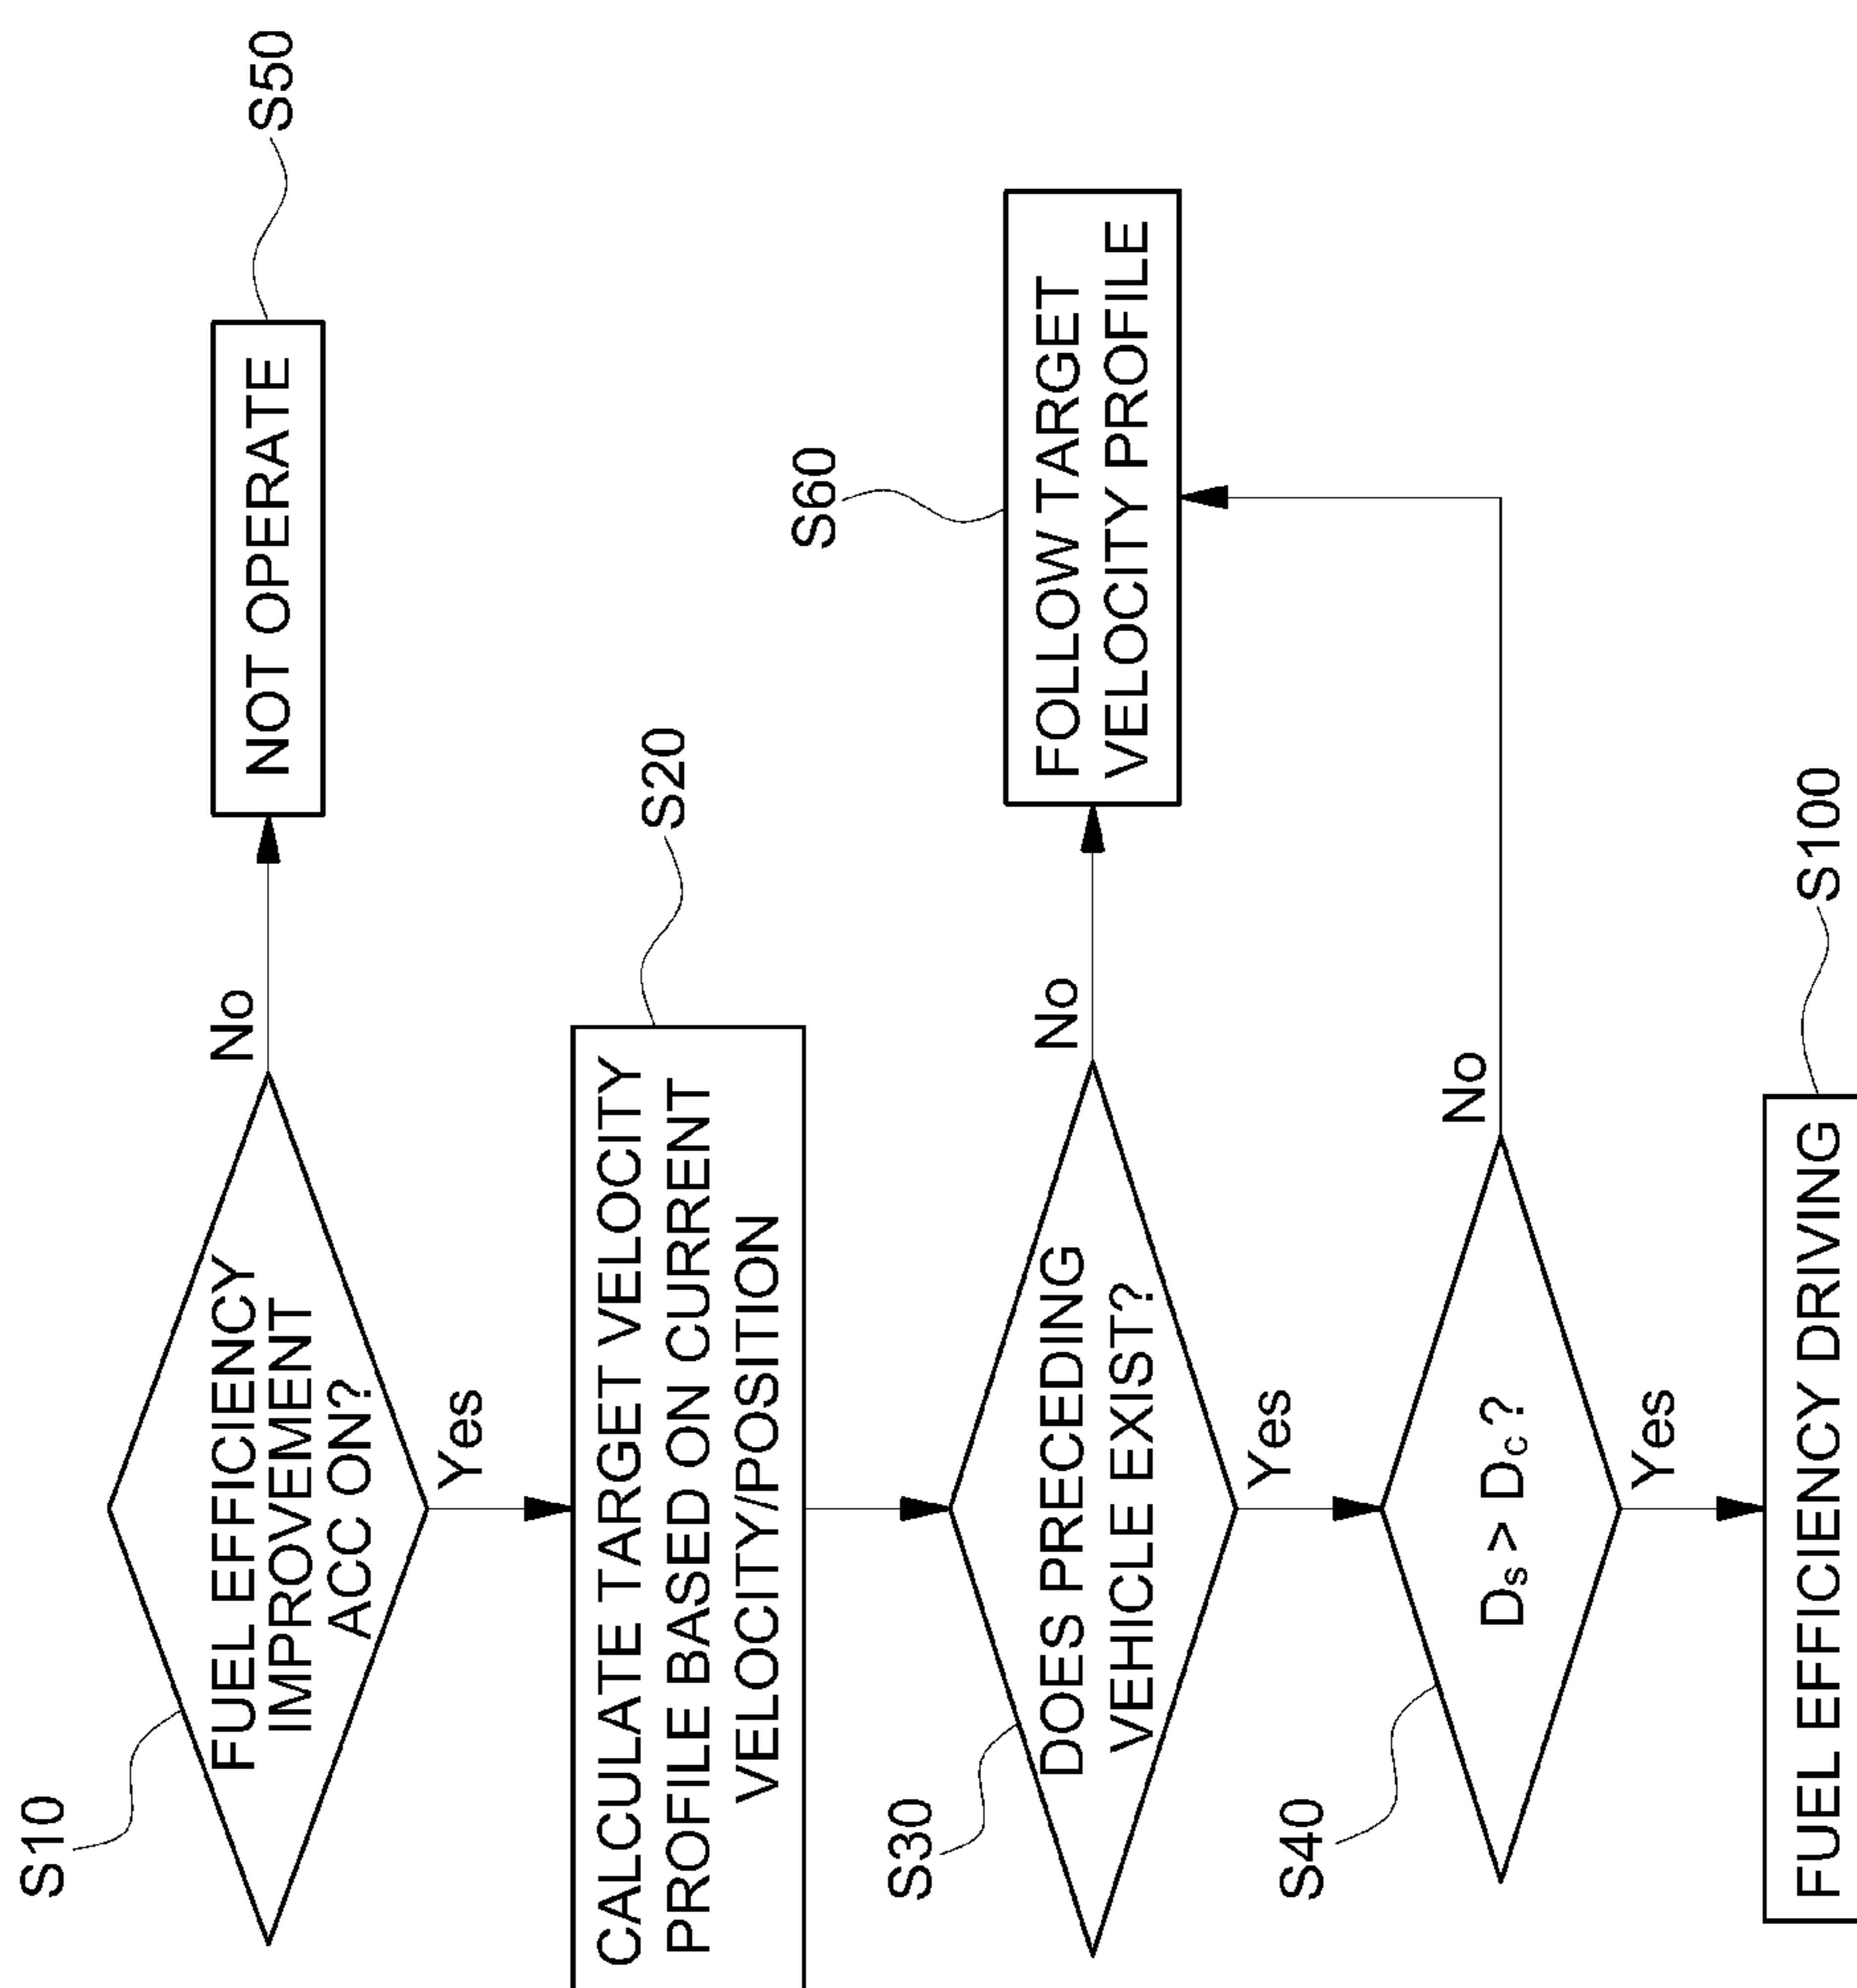 S10
FUEL EFFICIENCY
IMPROVEMENT
ACC ON?
No
NOT OPERATE
S50
Yes
CALCULATE TARGET VELOCITY
PROFILE BASED ON CURRENT
VELOCITY/POSITION
S20
S30
DOES PRECEDING
VEHICLE EXIST?
No
FOLLOW TARGET
VELOCITY PROFILE
S60
Yes
S40
Ds > Dc ?
No
Yes
FUEL EFFICIENCY DRIVING
S100